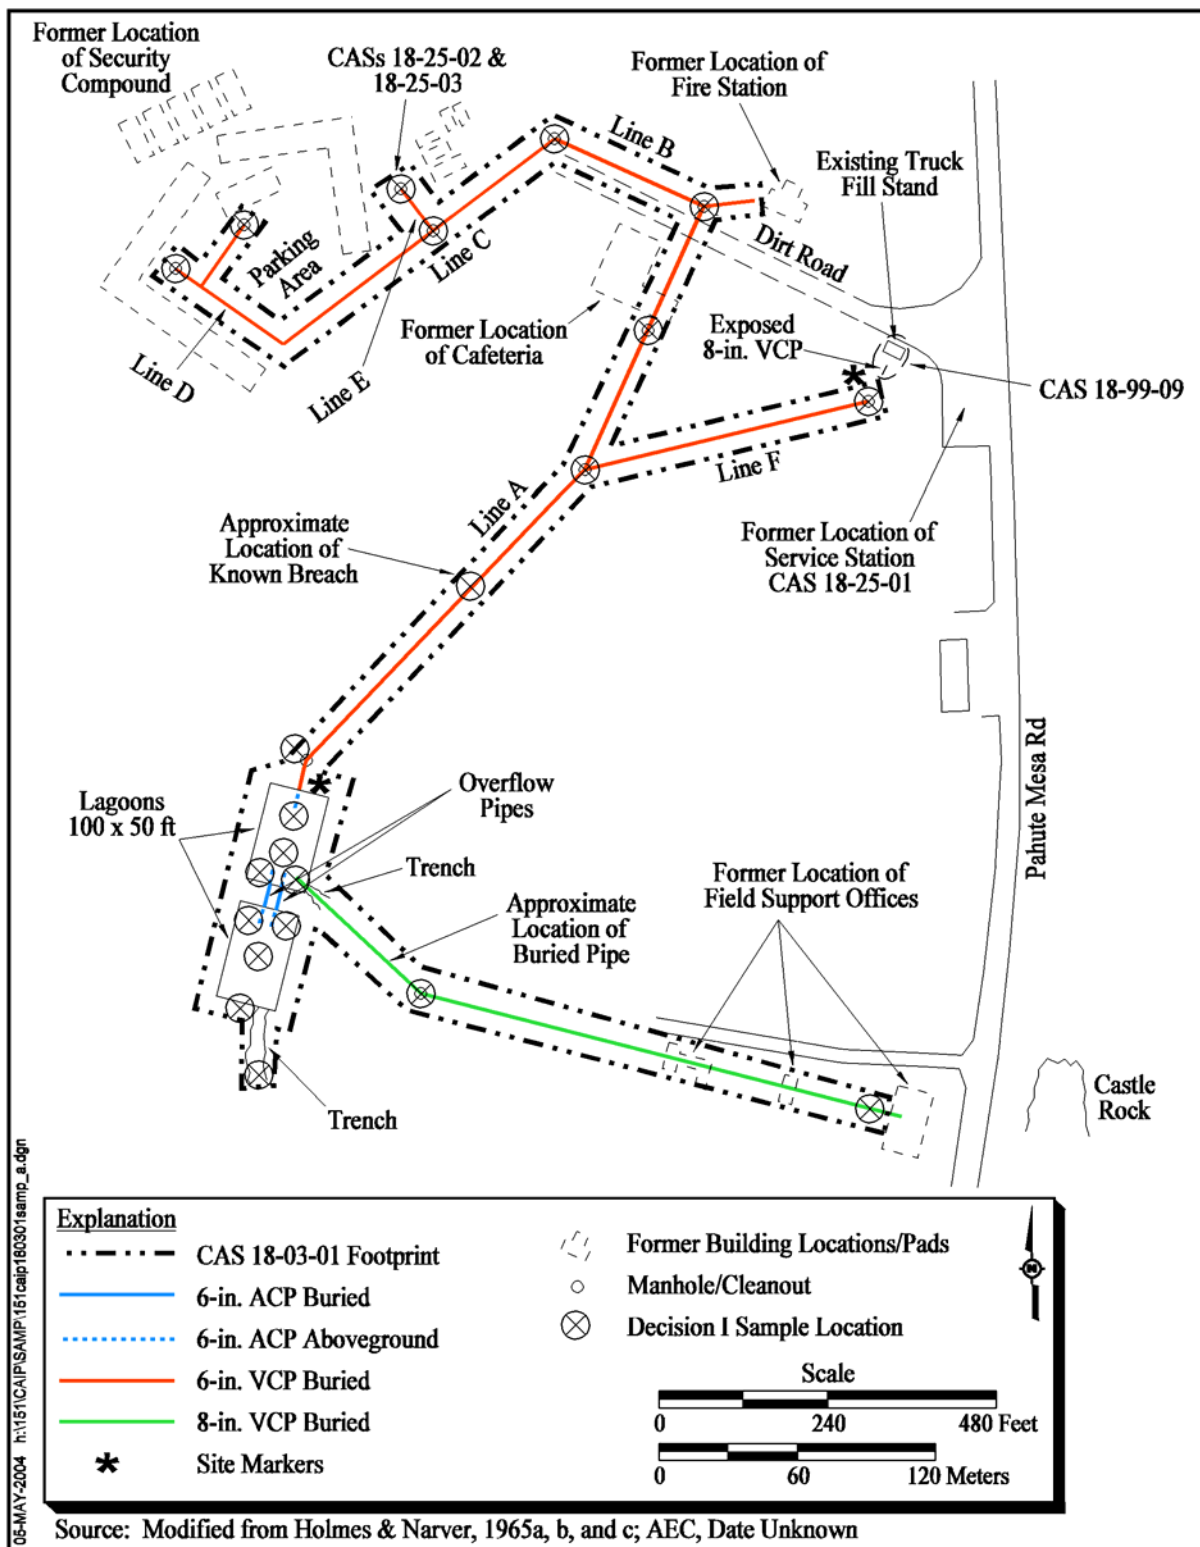 Former Location
of Security
Compound
CASs 18-25-02 &
18-25-03
Former Location of
Fire Station
Line B
Existing Truck
Fill Stand
Parking
Area
Line C
Dirt Road
Former Location
of Cafeteria
Exposed
8-in. VCP
*
CAS 18-99-09
Line D
Line E
Line F
Line A
Approximate
Location of
Known Breach
Former Location of
Service Station
CAS 18-25-01
Pahute Mesa Rd
*
Overflow
Pipes
Lagoons
100 x 50 ft
Trench
Former Location of
Field Support Offices
Approximate
Location of
Buried Pipe
Castle
Rock
Trench
05-MAY-2004 h:\151\CAIP\SAMP\151caip180301samp_a.dgn
Explanation
CAS 18-03-01 Footprint
6-in. ACP Buried
6-in. ACP Aboveground
6-in. VCP Buried
8-in. VCP Buried
* Site Markers
Former Building Locations/Pads
Manhole/Cleanout
Decision I Sample Location
N
Scale
0 240 480 Feet
0 60 120 Meters
Source: Modified from Holmes & Narver, 1965a, b, and c; AEC, Date Unknown